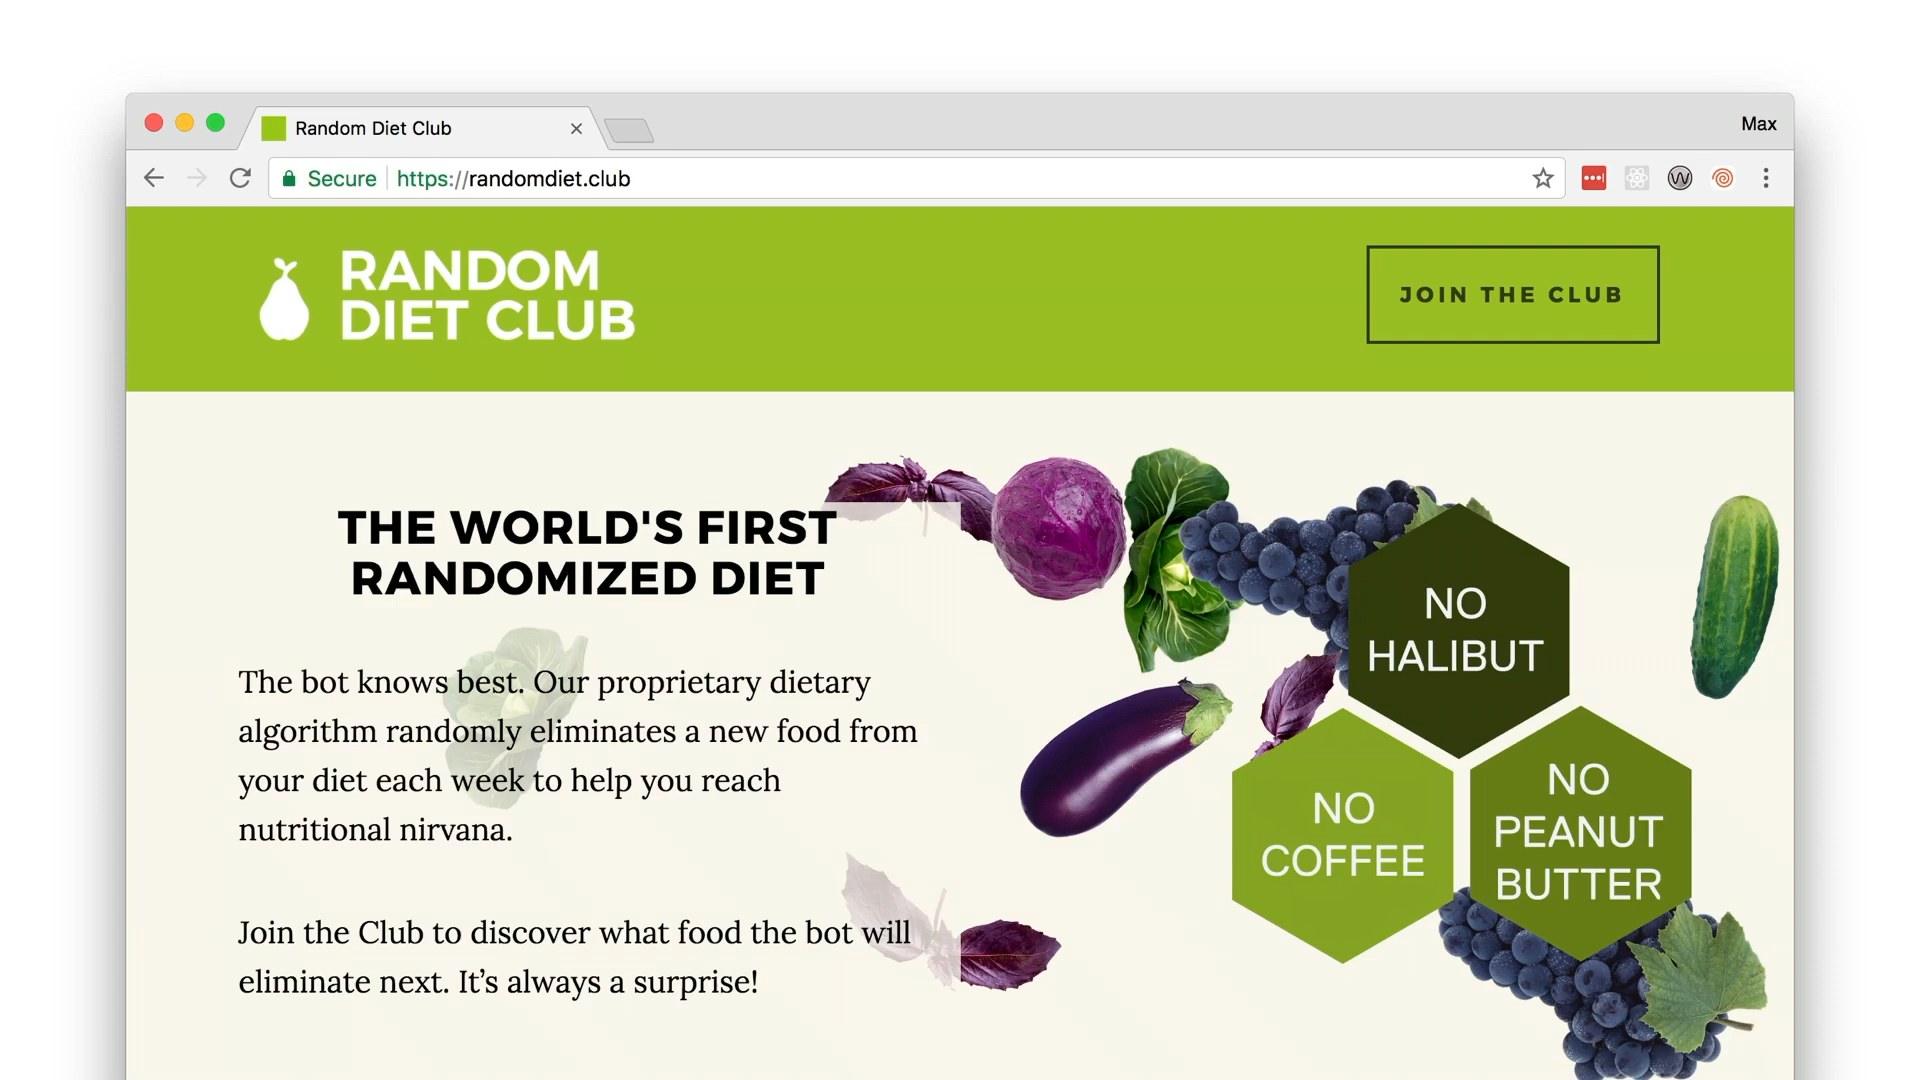 Random Diet Club
Max
Secure
https://randomdiet.club
RANDOM
DIET CLUB
JOIN THE CLUB
THE WORLD'S FIRST
RANDOMIZED DIET
The bot knows best. Our proprietary dietary
algorithm randomly eliminates a new food from
your diet each week to help you reach
nutritional nirvana.
Join the Club to discover what food the bot will
eliminate next. It’s always a surprise!
NO
HALIBUT
NO
COFFEE
NO
PEANUT
BUTTER